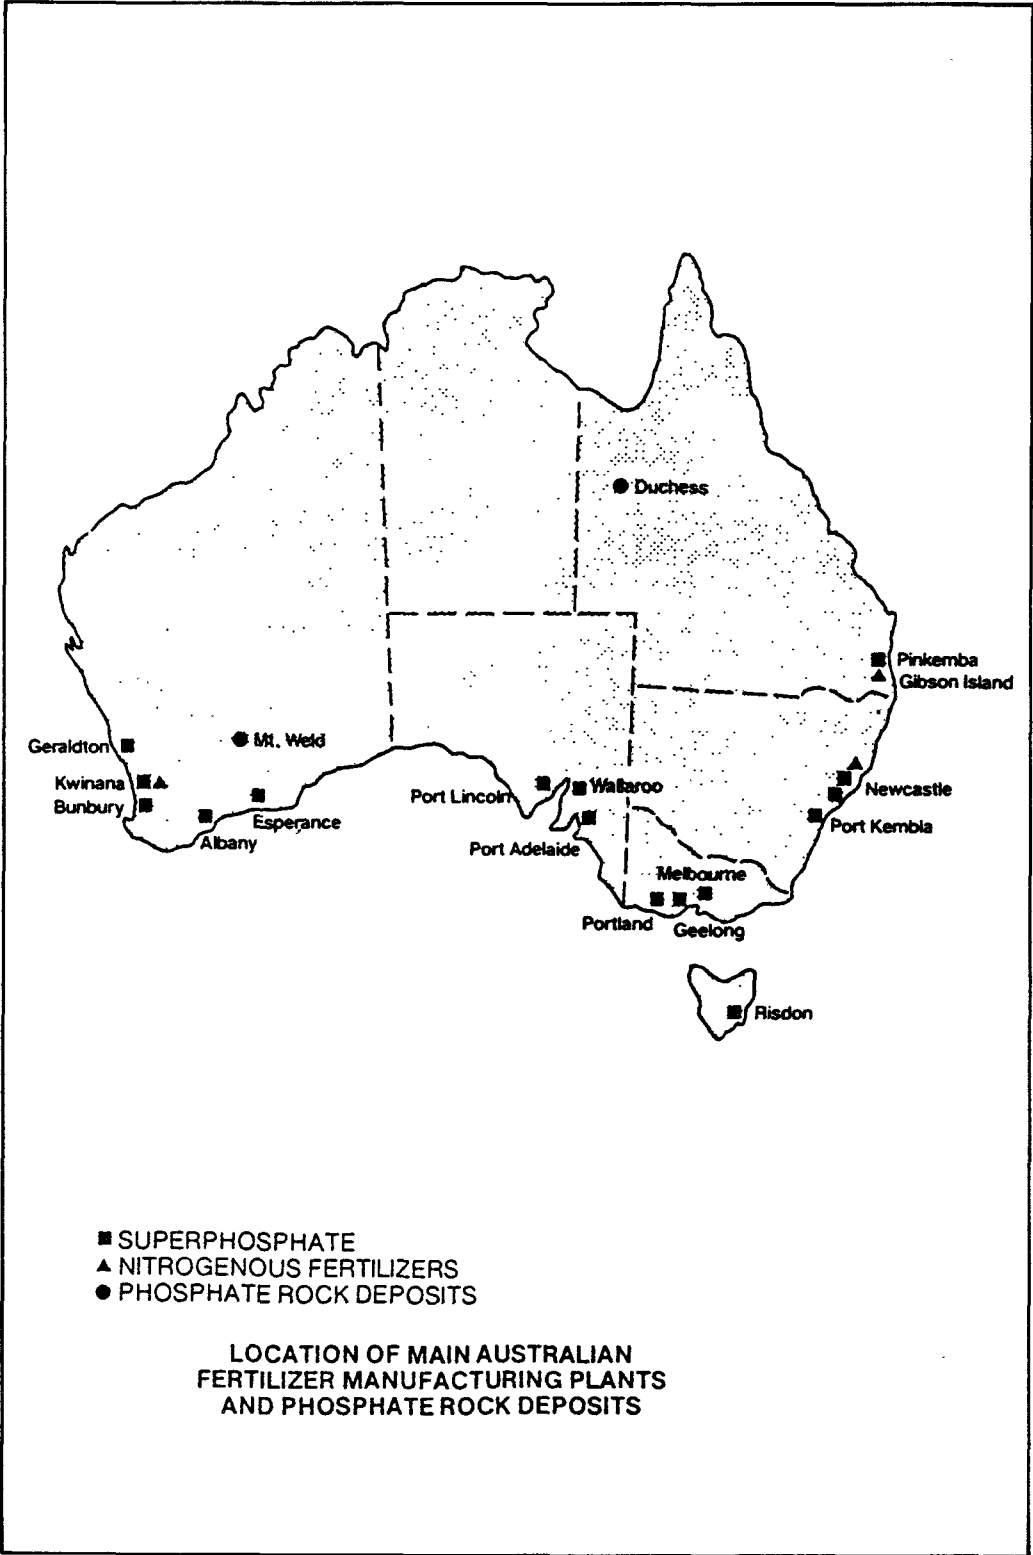 Duchess
Pinkemba
Gibson Island
Geraldton
Mt. Weld
Kwinana
Bunbury
Albany
Esperance
Port Lincoln
Wallaroo
Port Adelaide
Newcastle
Port Kembla
Melbourne
Portland
Geelong
Risdon
SUPERPHOSPHATE
NITROGENOUS FERTILIZERS
PHOSPHATE ROCK DEPOSITS
LOCATION OF MAIN AUSTRALIAN
FERTILIZER MANUFACTURING PLANTS
AND PHOSPHATE ROCK DEPOSITS